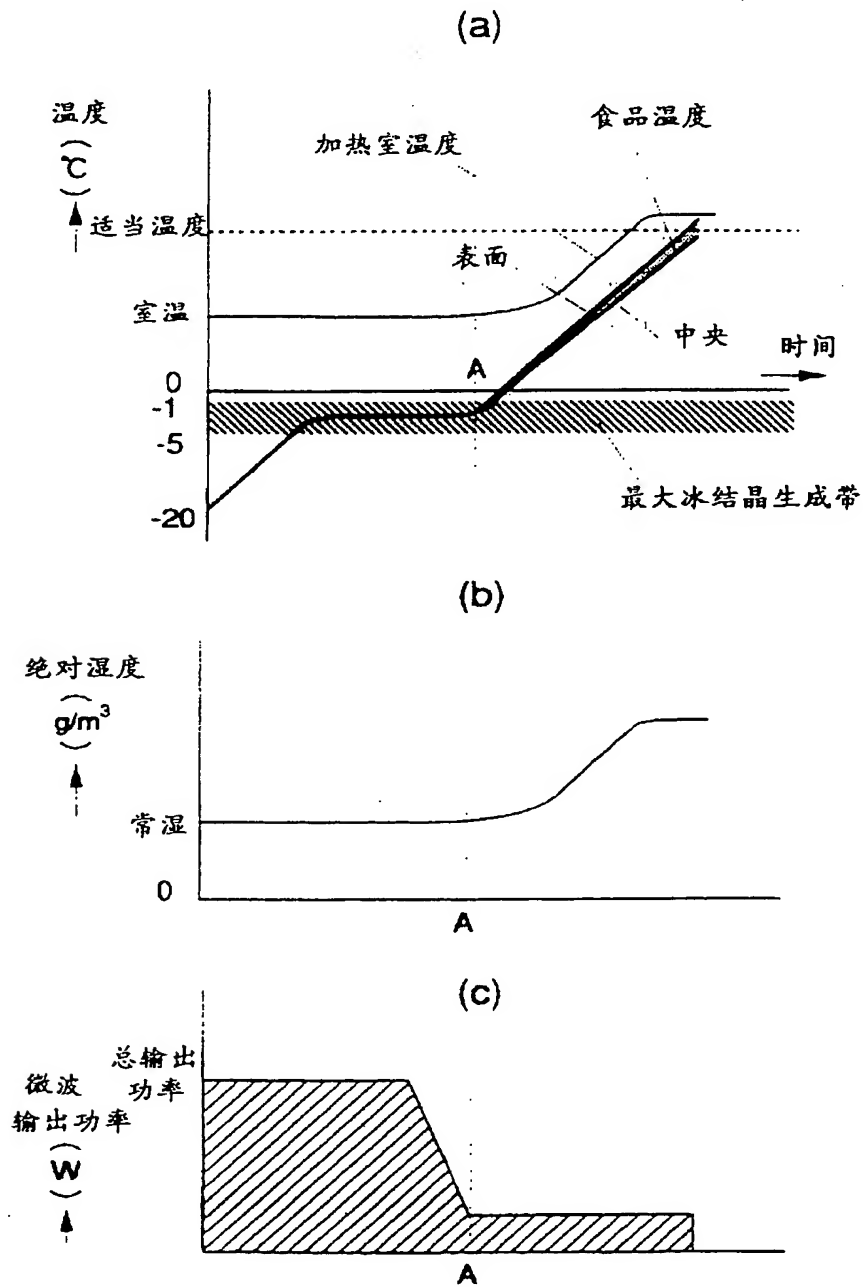 (a)
温度
(℃)
加热室温度
食品温度
适当温度
表面
室温
中央
时间
A
0
-1
-5
-20
最大冰结晶生成带
(b)
绝对湿度
(g/m³)
常湿
0
A
(c)
总输出
功率
微波
输出功率
(W)
A